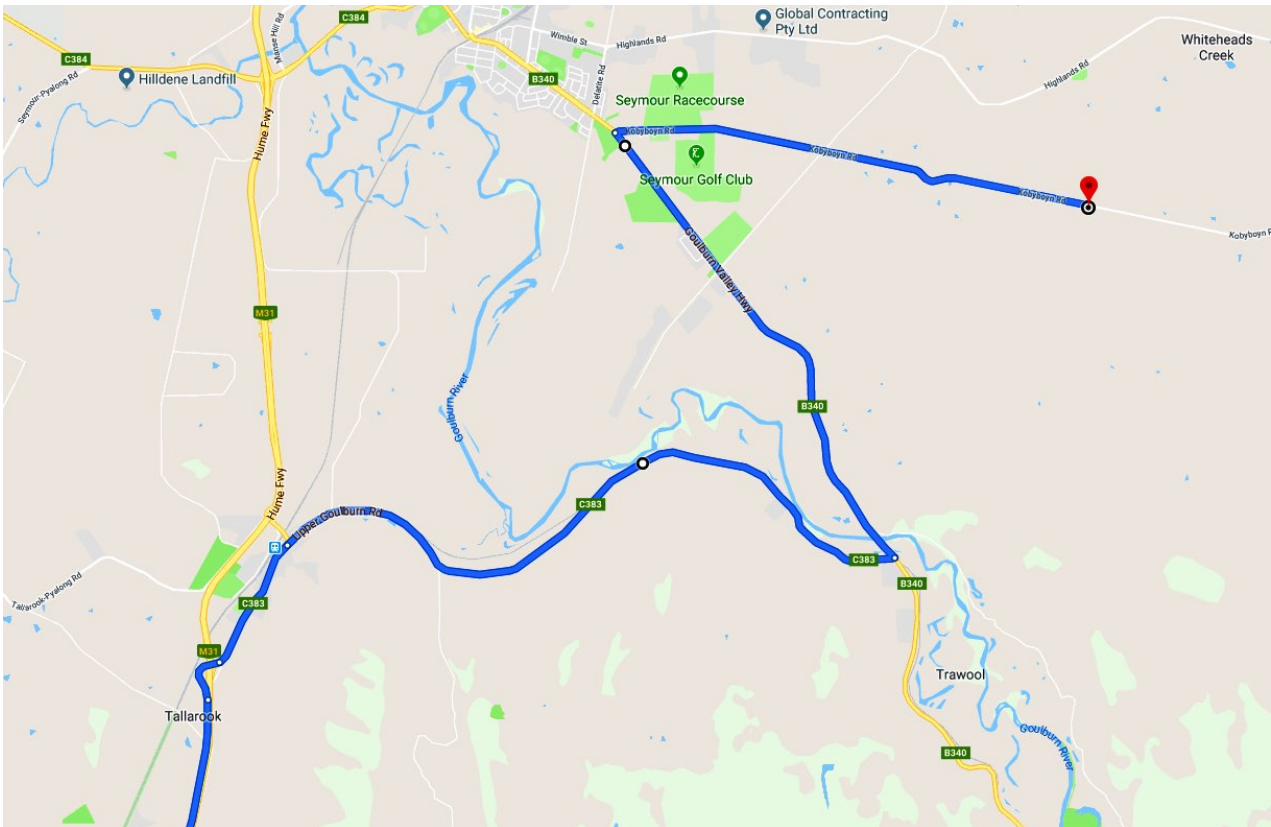 C384
Global Contracting
Pty Ltd
Manse Hill Rd
Wimble St
Highlands Rd
Whiteheads
Creek
C384
Hilldene Landfill
B340
Delatite Rd
Highlands Rd
Seymour-Pyalong Rd
Seymour Racecourse
Hume Fwy
Kobyboyn Rd
Kobyboyn Rd
Seymour Golf Club
Kobyboyn Rd
Kobyboyn R
Goulburn Valley Hwy
M31
Goulburn River
B340
Hume Fwy
C383
Upper Goulburn Rd
C383
B340
Tallarook-Pyalong Rd
C383
M31
Trawool
Tallarook
Goulburn River
B340